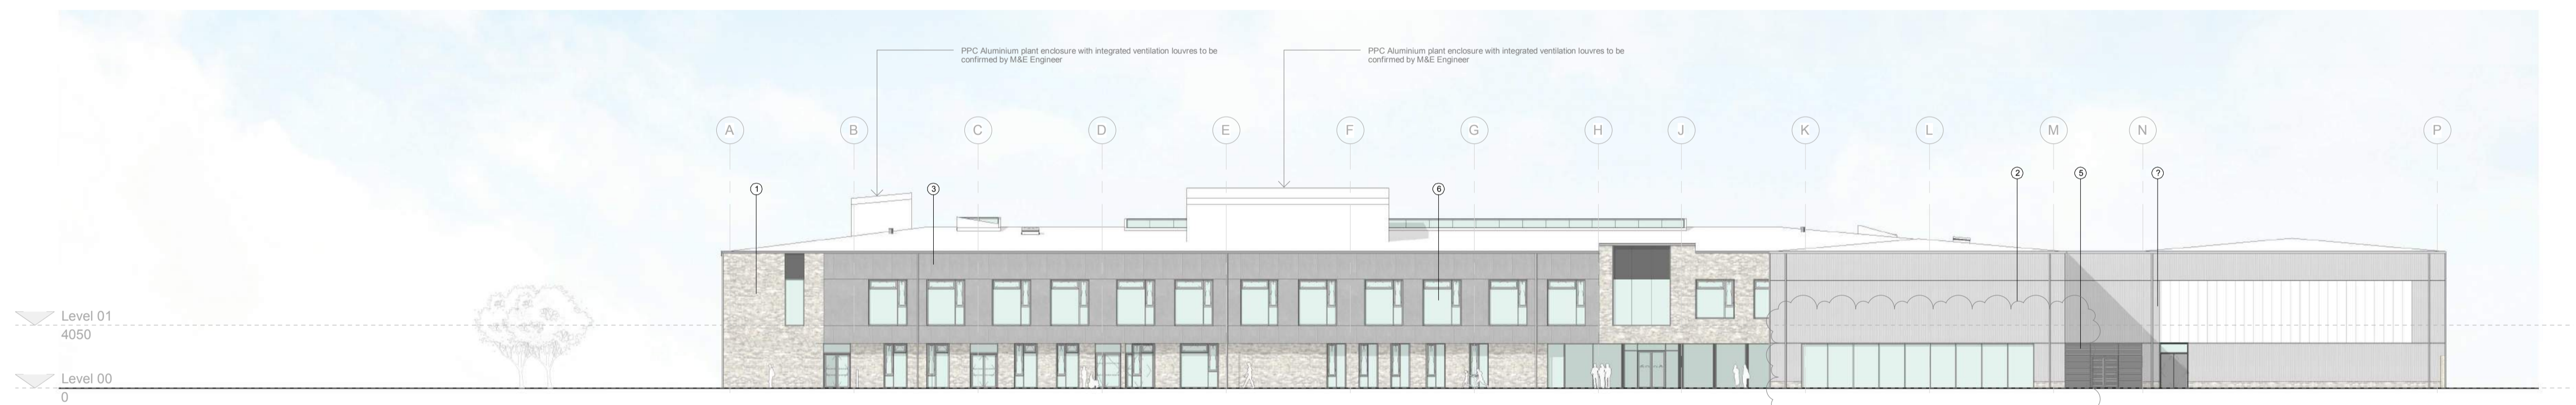 PPC Aluminium plant enclosure with integrated ventilation louvres to be
confirmed by M&E Engineer
PPC Aluminium plant enclosure with integrated ventilation louvres to be
confirmed by M&E Engineer
A B C D E F G H J K L M N P
2 5 ?
1 3 6
Level 01
4050
Level 00
0